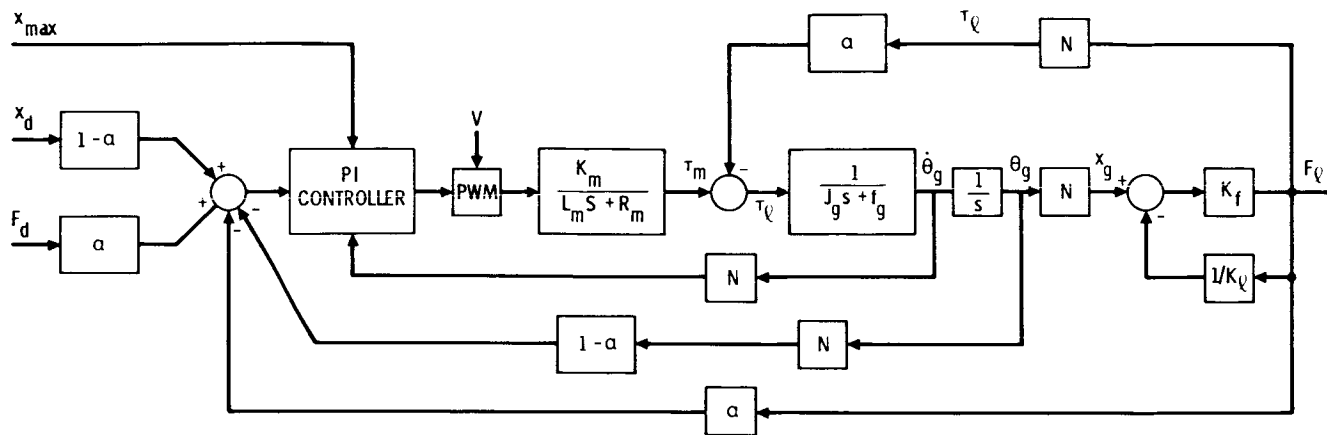 x_max
τ_ℓ
α
N
x_d
1 - α
V
F_d
α
PI
CONTROLLER
PWM
K_m
L_m S + R_m
τ_m
τ_ℓ
1
J_g s + f_g
θ̇_g
1
s
θ_g
N
x_g
K_f
F_ℓ
N
1/K_ℓ
1 - α
N
α
+
+
-
-
-
+
-